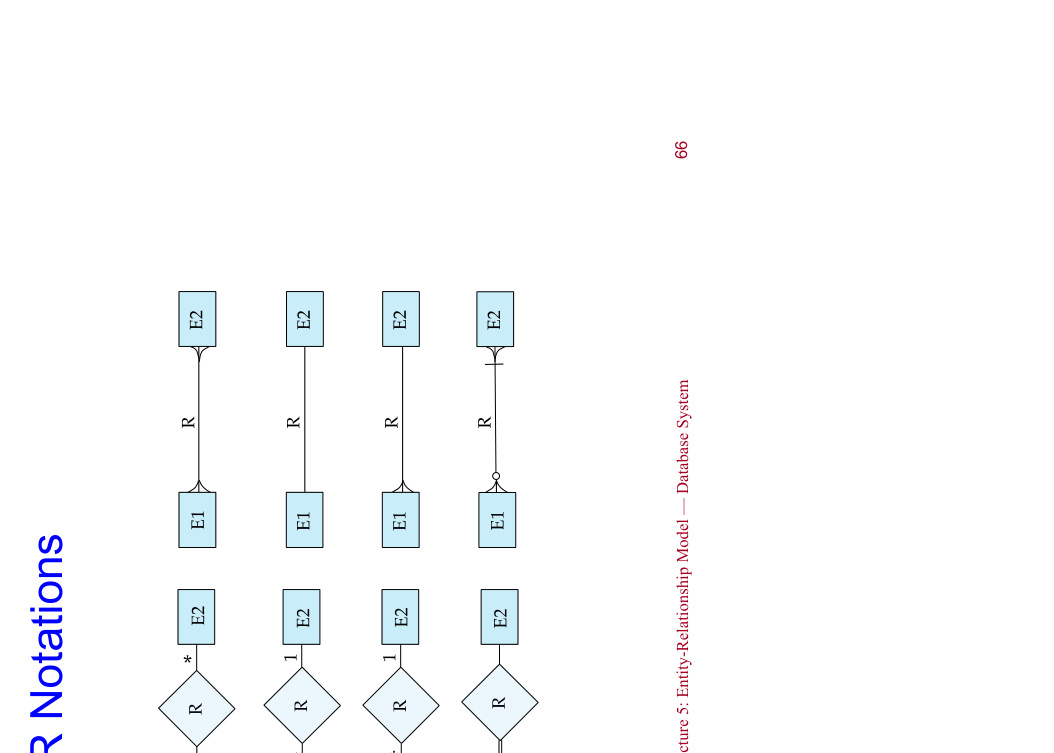 R Notations
* R E2 E1 R E2
1 R E2 E1 R E2
1 R E2 E1 R E2
R E2 E1 R E2
cture 5: Entity-Relationship Model — Database System 66